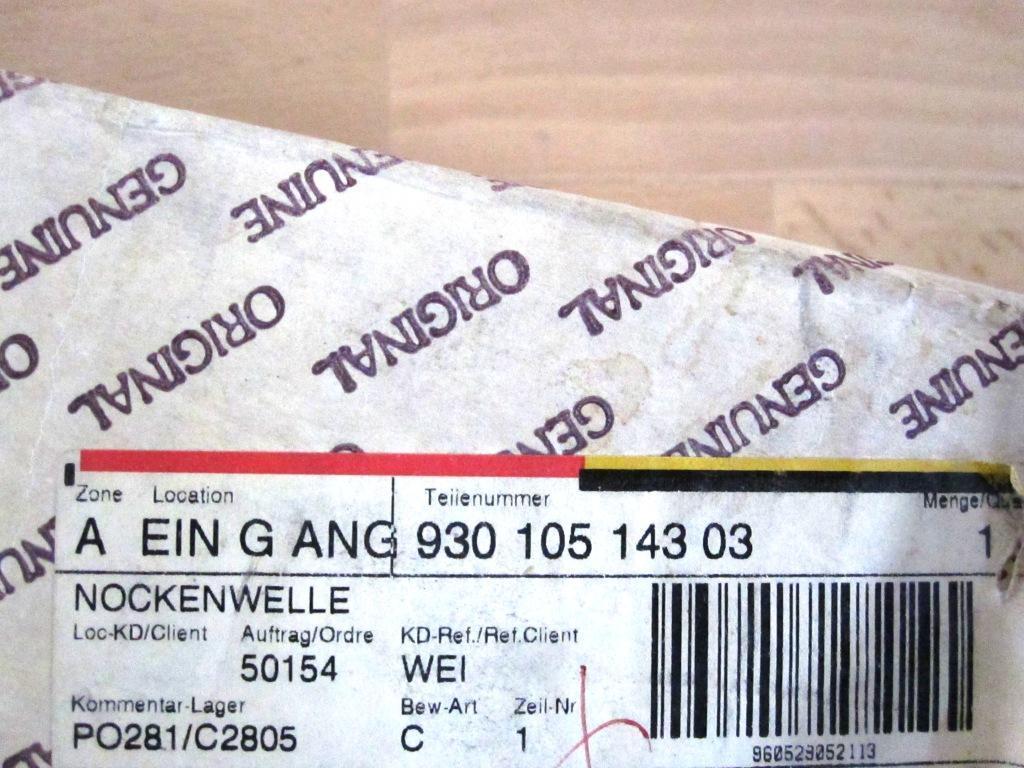 GENUINE GENUINE
ORIGINAL ORIGINAL ORIGINAL
GENUINE GENUINE
Zone Location Teilenummer
A EIN G ANG 930 105 143 03 1
NOCKENWELLE
Loc-KD/Client Auftrag/Ordre KD-Ref./Ref.Client
50154 WEI
Kommentar-Lager Bew-Art Zeil-Nr
PO281/C2805 C 1
960529052113